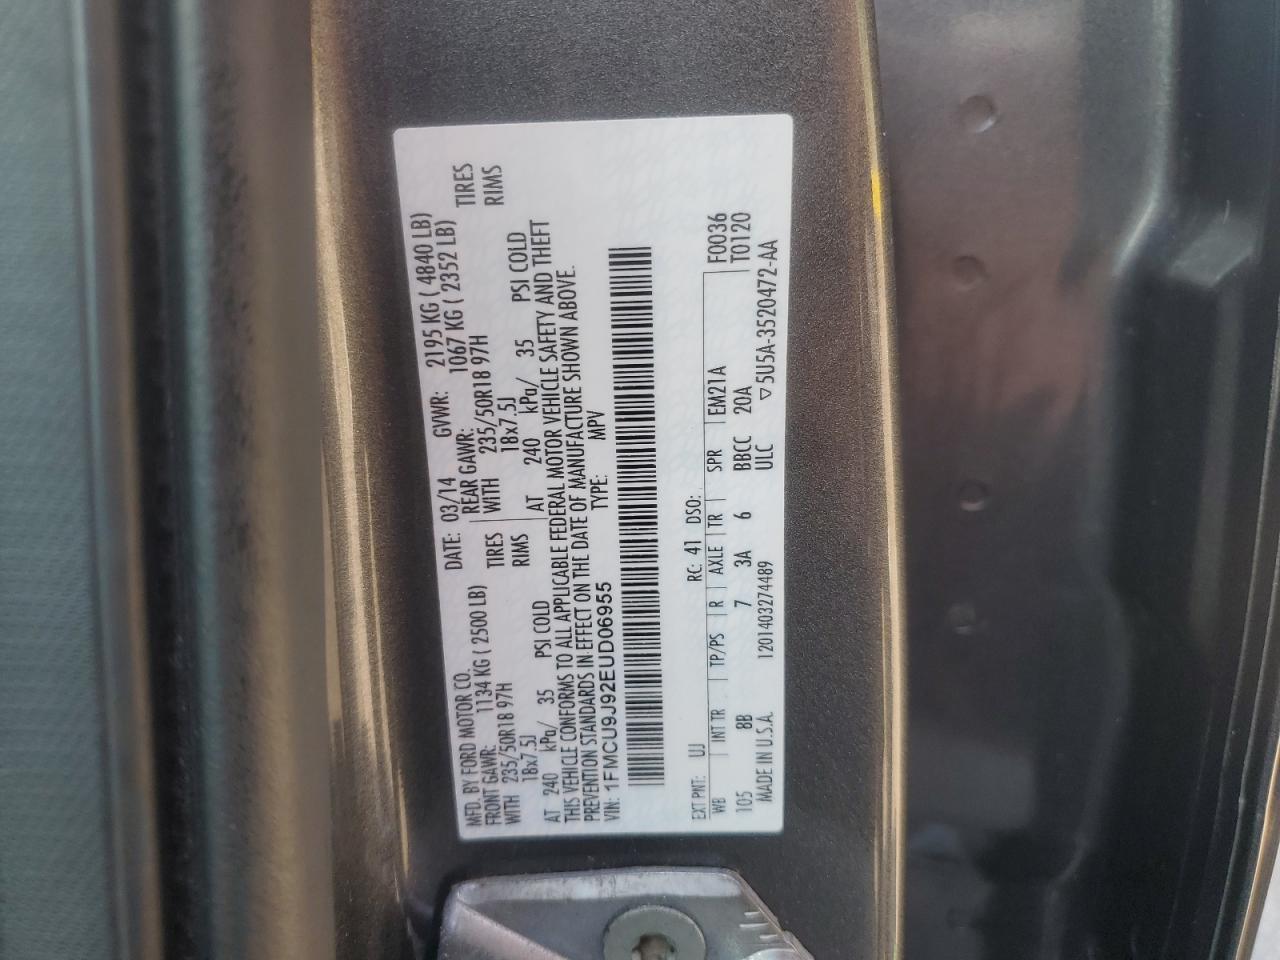 MFD. BY FORD MOTOR CO. DATE: 03/14 GVWR: 2195 KG ( 4840 LB)
FRONT GAWR: 1134 KG ( 2500 LB) REAR GAWR: 1067 KG ( 2352 LB)
WITH 235/50R18 97H TIRES WITH 235/50R18 97H TIRES
18x7.5J RIMS 18x7.5J RIMS
AT 240 kPa/ 35 PSI COLD AT 240 kPa/ 35 PSI COLD
THIS VEHICLE CONFORMS TO ALL APPLICABLE FEDERAL MOTOR VEHICLE SAFETY AND THEFT
PREVENTION STANDARDS IN EFFECT ON THE DATE OF MANUFACTURE SHOWN ABOVE.
VIN: 1FMCU9J92EUD06955 TYPE: MPV
EXT PNT: UJ RC: 41 DSO: F0036
WB INT TR TP/PS R AXLE TR SPR EM21A T0120
105 8B 7 3A 6 BBCC 20A
MADE IN U.S.A. 1201403274489 ULC ▽5U5A-3520472-AA